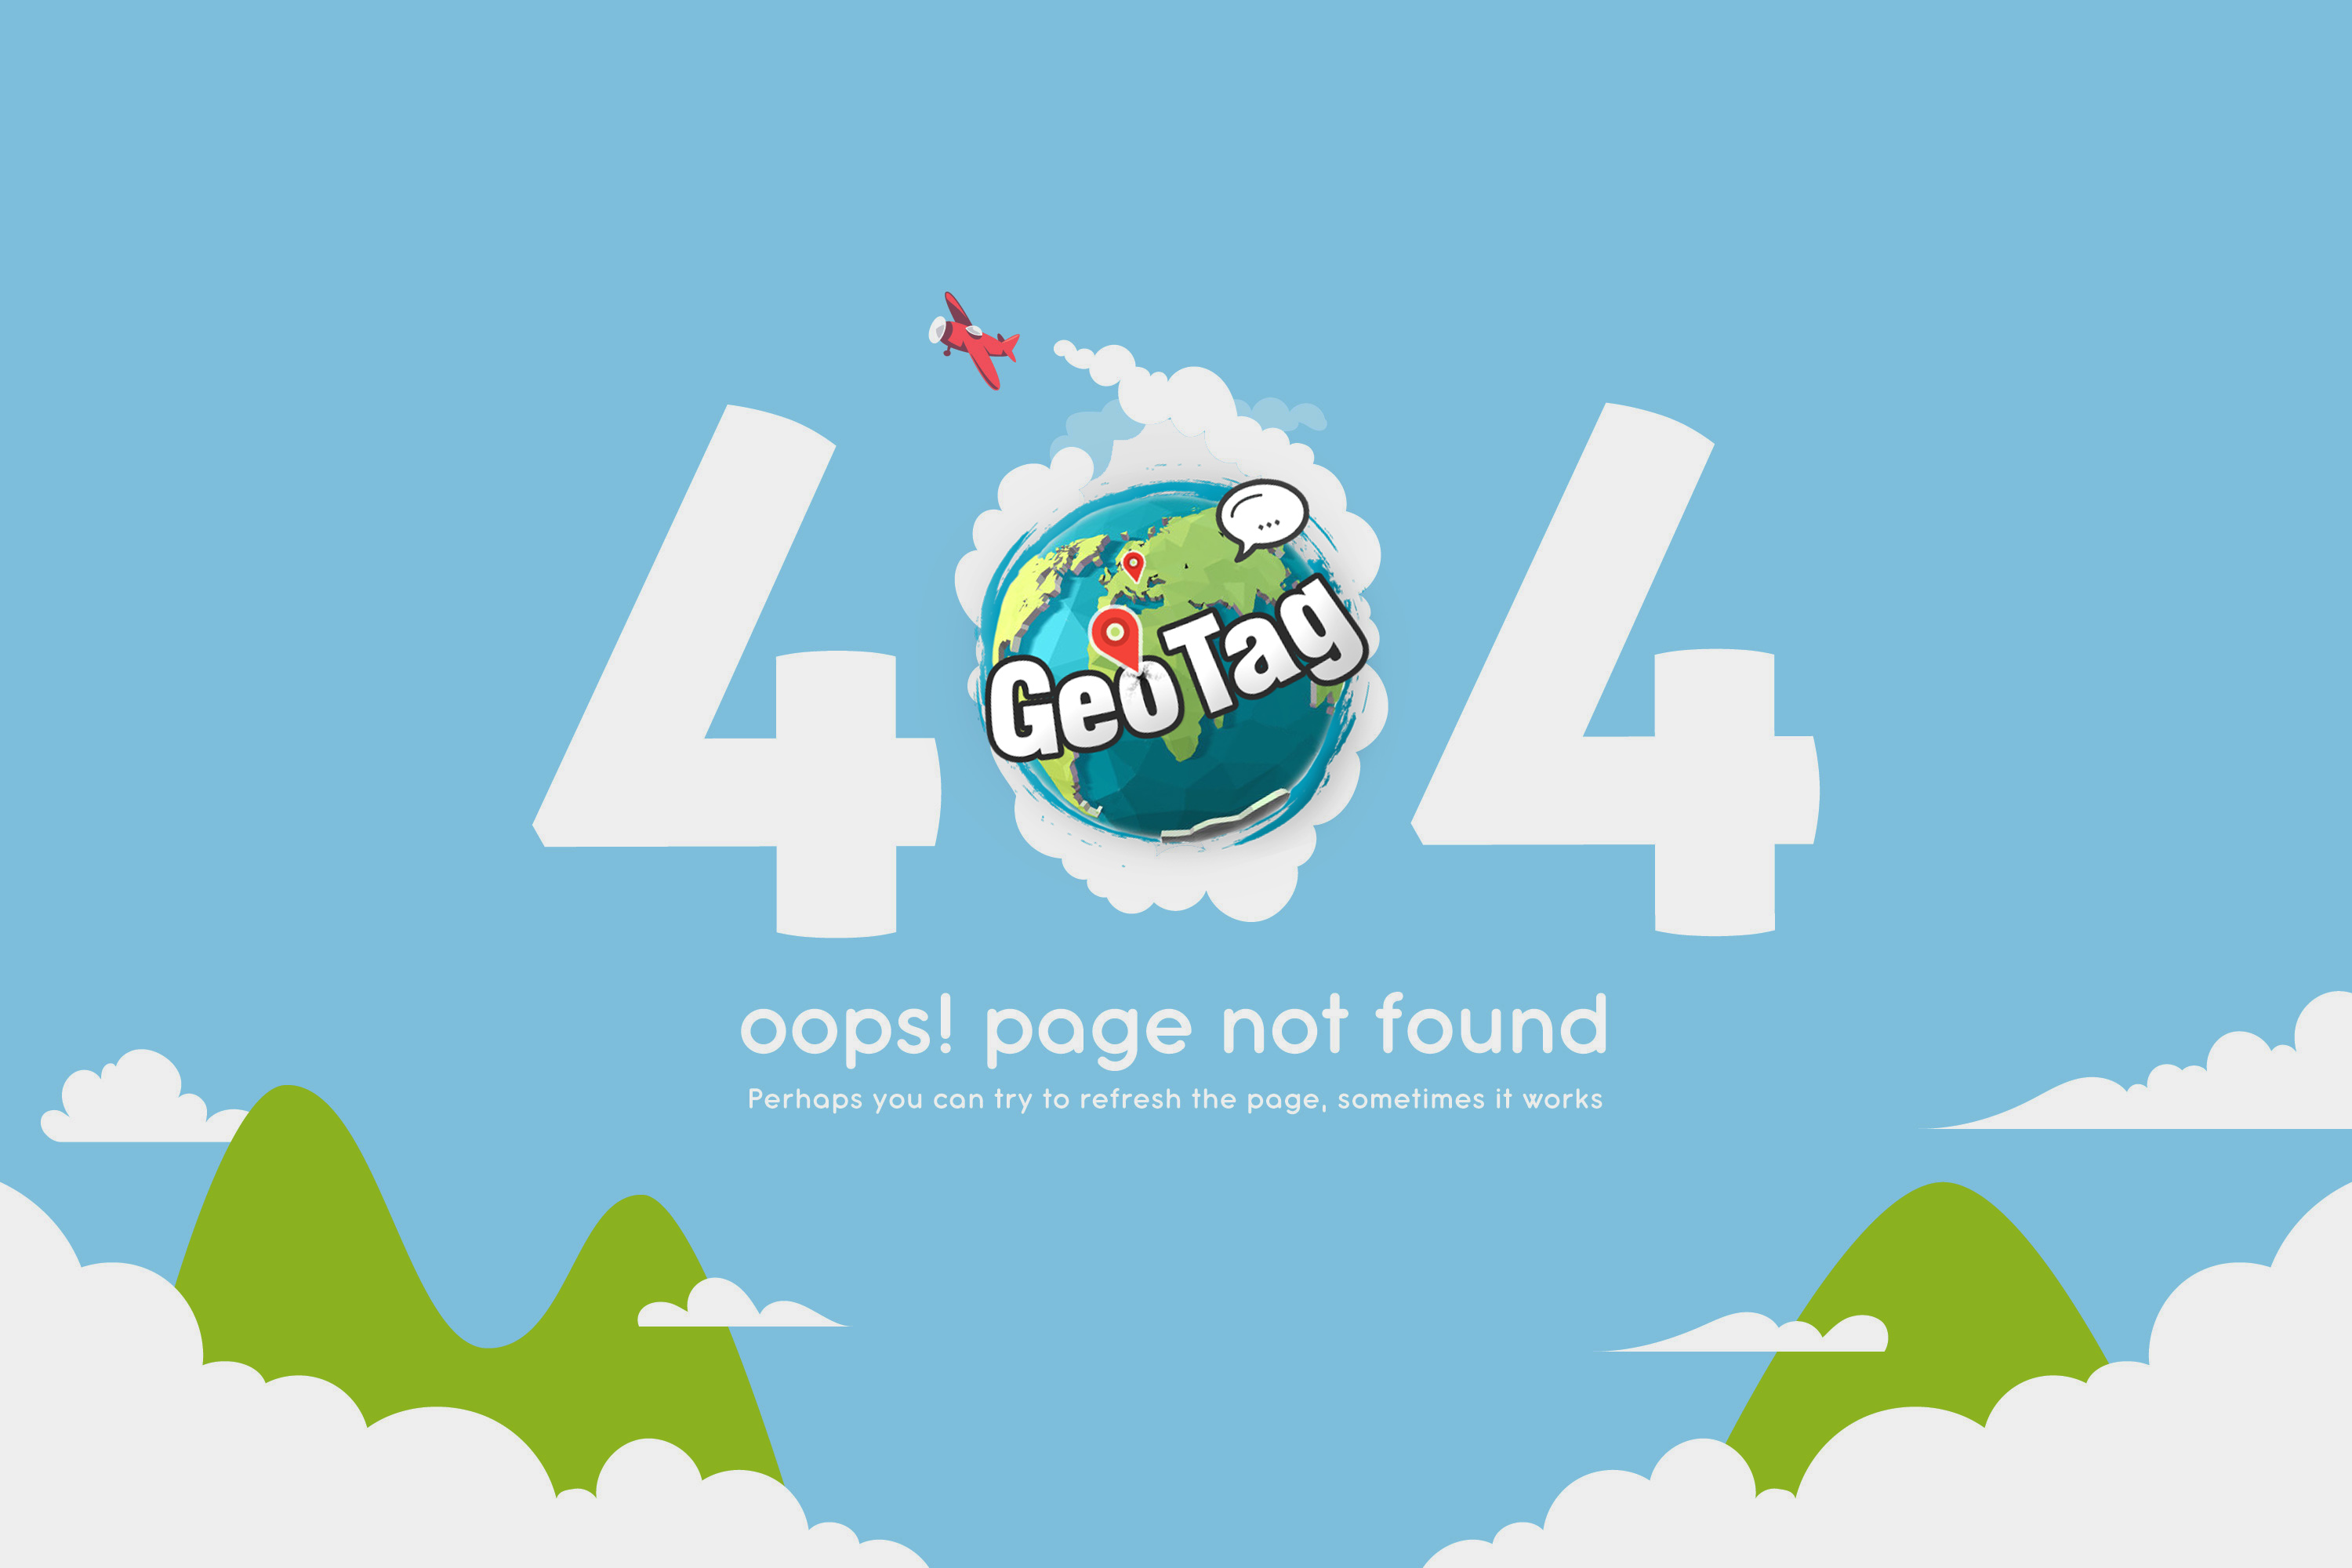 4 4
GeoTag
oops! page not found
Perhaps you can try to refresh the page, sometimes it works